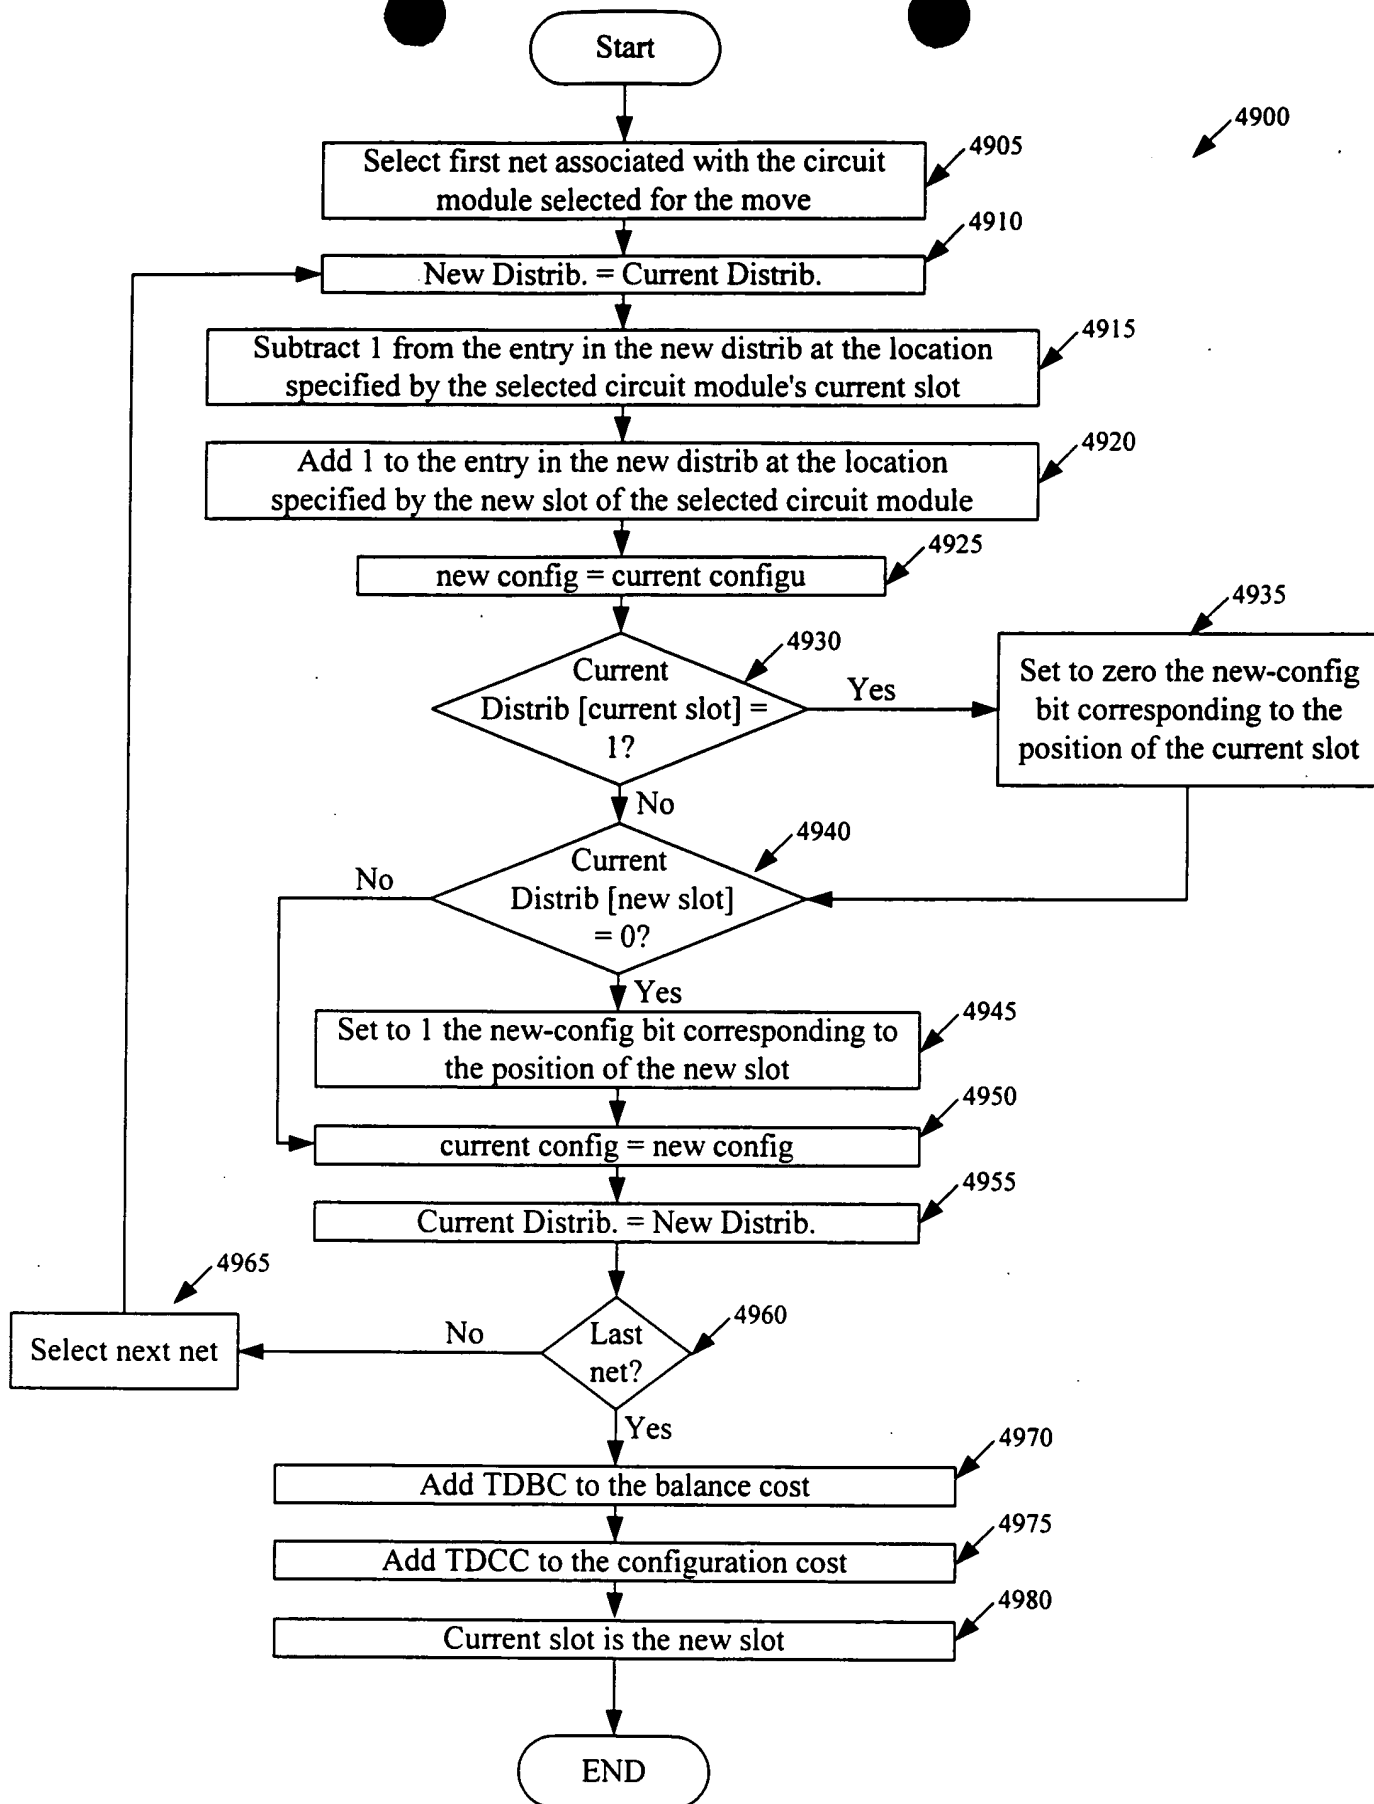 Start
4900
4905
Select first net associated with the circuit
module selected for the move
4910
New Distrib. = Current Distrib.
4915
Subtract 1 from the entry in the new distrib at the location
specified by the selected circuit module's current slot
4920
Add 1 to the entry in the new distrib at the location
specified by the new slot of the selected circuit module
4925
new config = current configu
4930
Current
Distrib [current slot] =
1?
Yes
4935
Set to zero the new-config
bit corresponding to the
position of the current slot
No
4940
Current
Distrib [new slot]
= 0?
No
Yes
4945
Set to 1 the new-config bit corresponding to
the position of the new slot
4950
current config = new config
4955
Current Distrib. = New Distrib.
4960
Last
net?
No
4965
Select next net
Yes
4970
Add TDBC to the balance cost
4975
Add TDCC to the configuration cost
4980
Current slot is the new slot
END